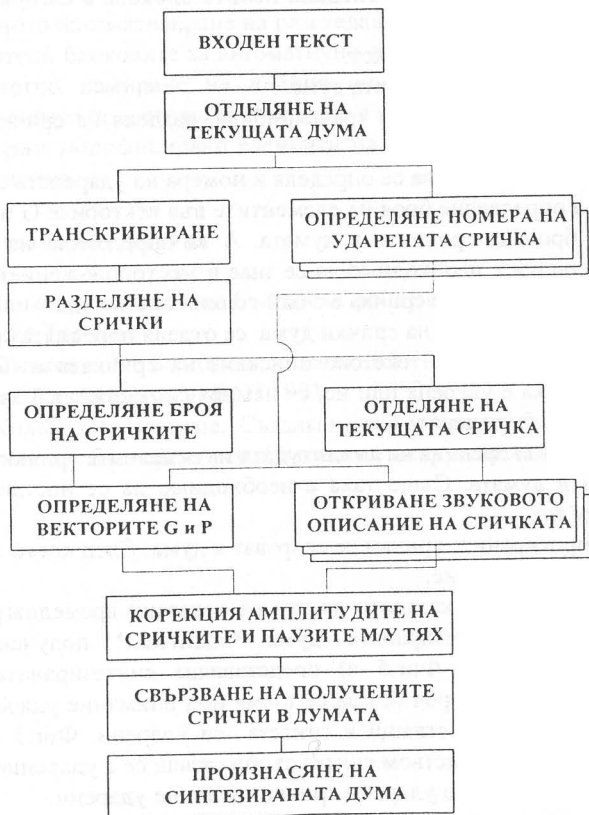 ВХОДЕН ТЕКСТ
ОТДЕЛЯНЕ НА
ТЕКУЩАТА ДУМА
ТРАНСКРИБИРАНЕ
ОПРЕДЕЛЯНЕ НОМЕРА НА
УДАРЕНАТА СРИЧКА
РАЗДЕЛЯНЕ НА
СРИЧКИ
ОПРЕДЕЛЯНЕ БРОЯ
НА СРИЧКИТЕ
ОТДЕЛЯНЕ НА
ТЕКУЩАТА СРИЧКА
ОПРЕДЕЛЯНЕ НА
ВЕКТОРИТЕ G и P
ОТКРИВАНЕ ЗВУКОВОТО
ОПИСАНИЕ НА СРИЧКАТА
КОРЕКЦИЯ АМПЛИТУДИТЕ НА
СРИЧКИТЕ И ПАУЗИТЕ М/У ТЯХ
СВЪРЗВАНЕ НА ПОЛУЧЕНИТЕ
СРИЧКИ В ДУМАТА
ПРОИЗНАСЯНЕ НА
СИНТЕЗИРАНАТА ДУМА